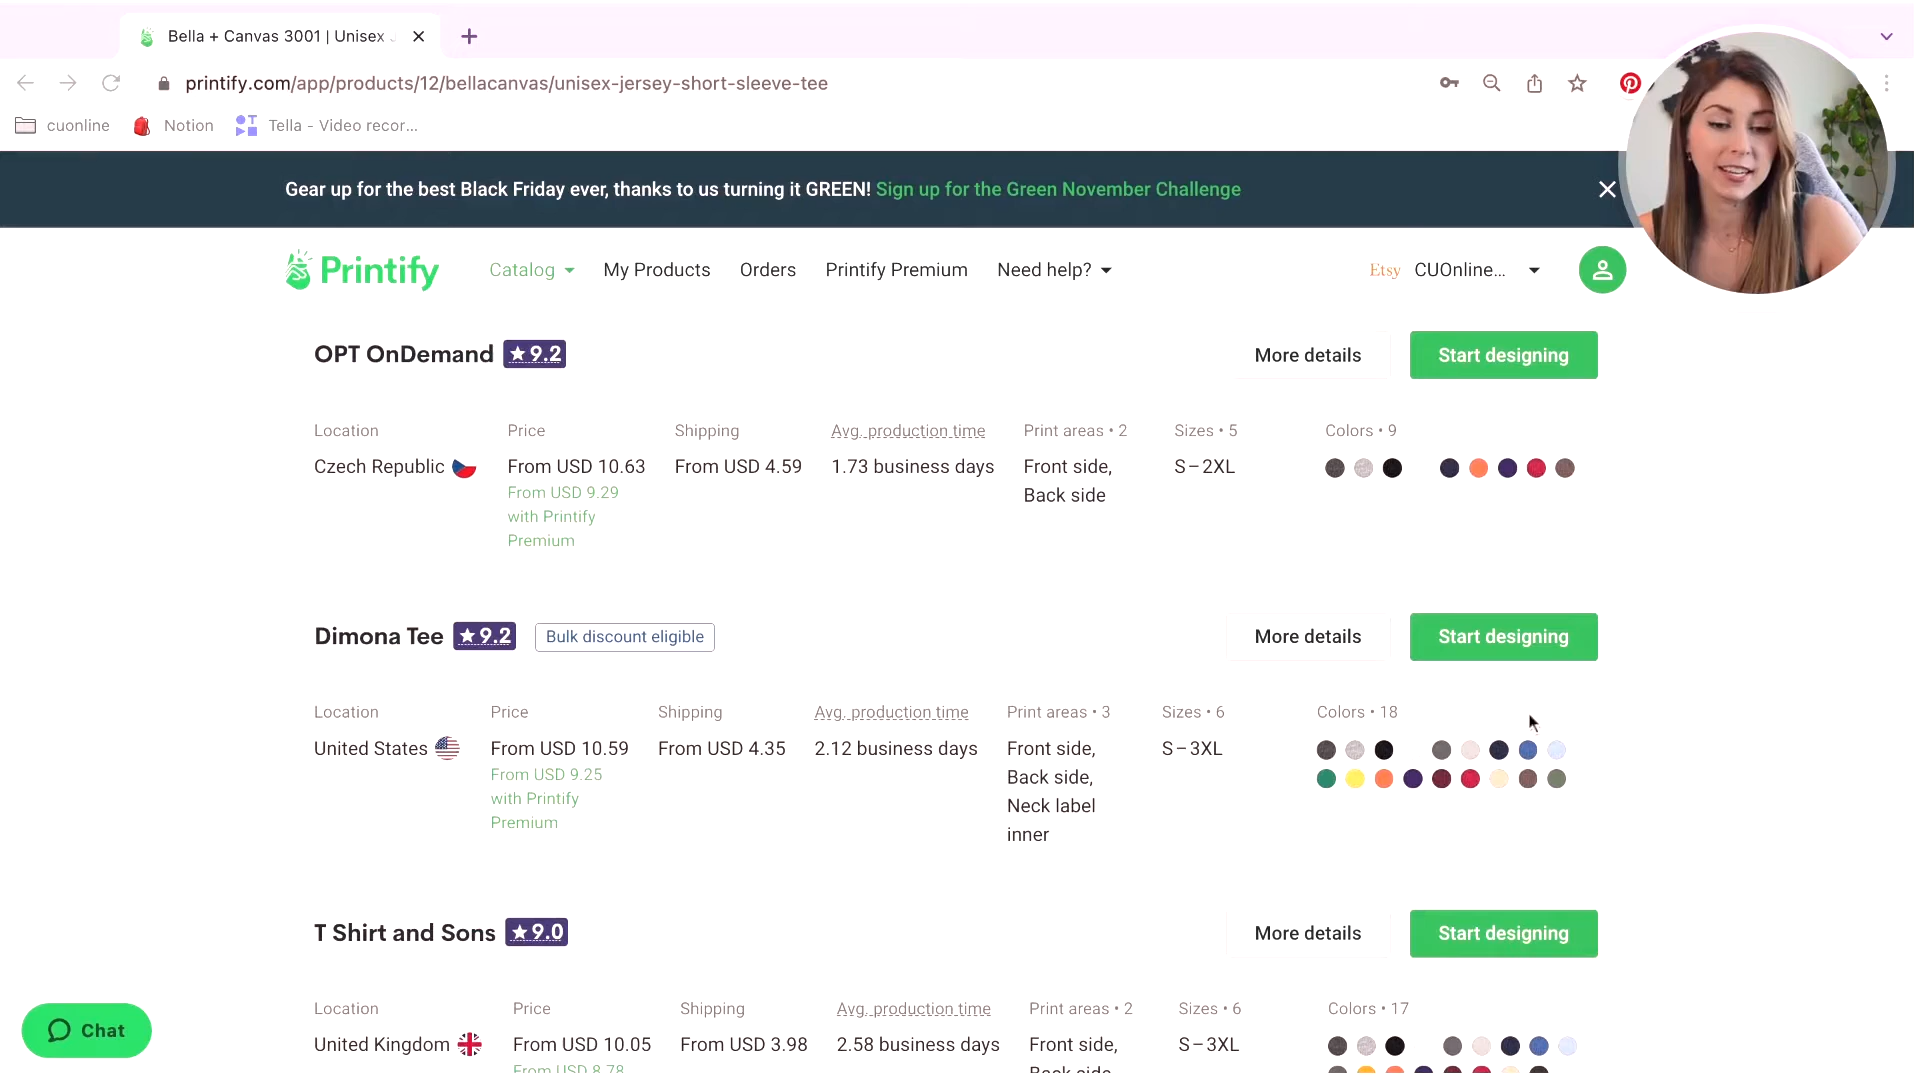 Bella + Canvas 3001 | Unisex
printify.com/app/products/12/bellacanvas/unisex-jersey-short-sleeve-tee
cuonline
Notion
Tella - Video recor...
Gear up for the best Black Friday ever, thanks to us turning it GREEN! Sign up for the Green November Challenge
Printify
Catalog
My Products
Orders
Printify Premium
Need help?
Etsy CUOnline...
OPT OnDemand 9.2
More details
Start designing
Location
Price
Shipping
Avg. production time
Print areas • 2
Sizes • 5
Colors • 9
Czech Republic
From USD 10.63
From USD 4.59
1.73 business days
Front side,
S – 2XL
From USD 9.29
Back side
with Printify
Premium
Dimona Tee 9.2
Bulk discount eligible
More details
Start designing
Location
Price
Shipping
Avg. production time
Print areas • 3
Sizes • 6
Colors • 18
United States
From USD 10.59
From USD 4.35
2.12 business days
Front side,
S – 3XL
From USD 9.25
Back side,
with Printify
Neck label
Premium
inner
T Shirt and Sons 9.0
More details
Start designing
Location
Price
Shipping
Avg. production time
Print areas • 2
Sizes • 6
Colors • 17
United Kingdom
From USD 10.05
From USD 3.98
2.58 business days
Front side,
S – 3XL
From USD 8.78
Back side
Chat